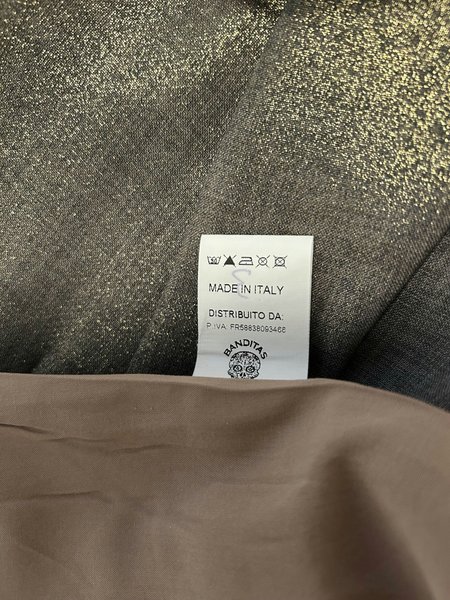 MADE IN ITALY
DISTRIBUITO DA:
P.IVA: FR58838093466
BANDITAS